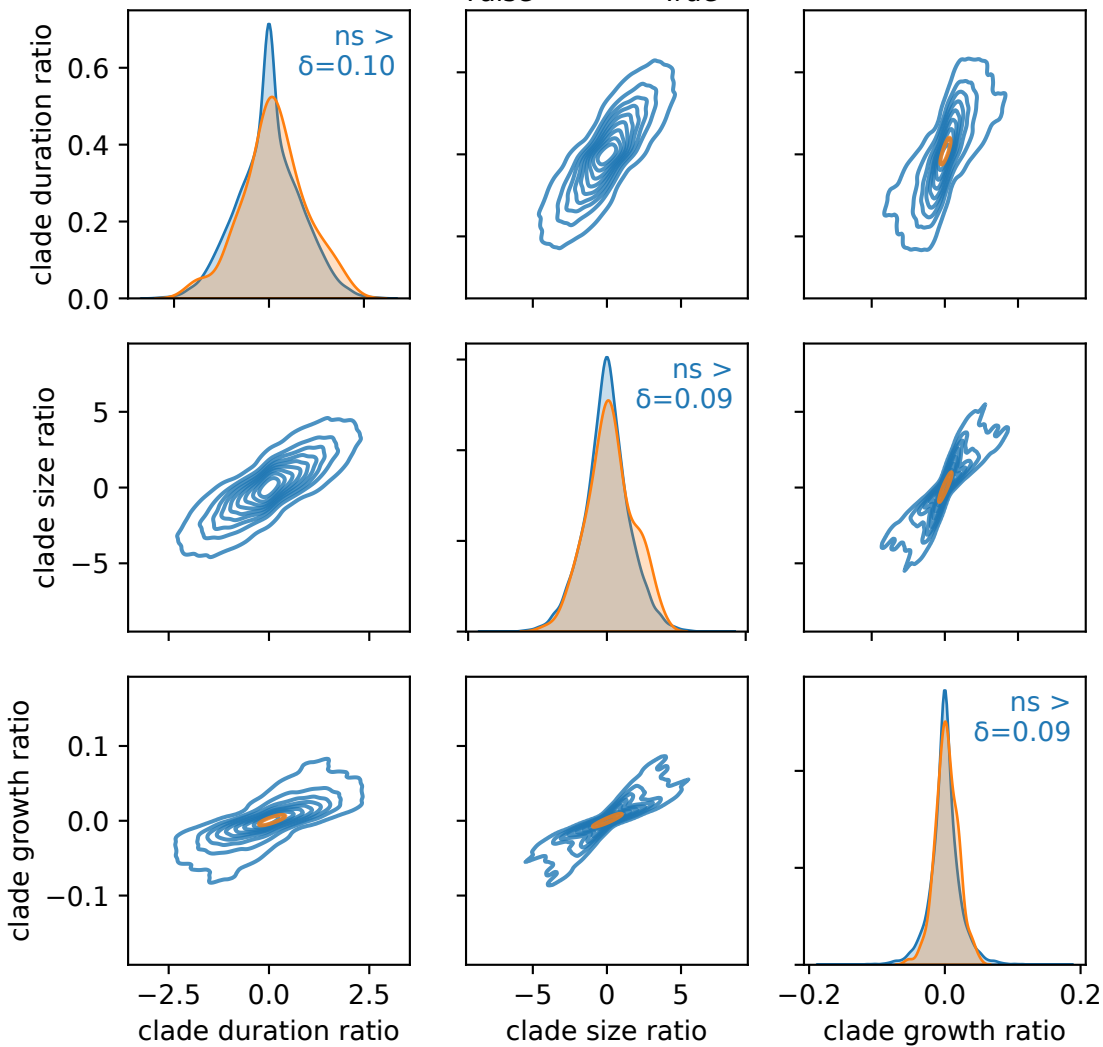 clade duration ratio
0.6
0.4
0.2
0.0
ns >
δ=0.10
clade size ratio
5
0
−5
−5
0
5
ns >
δ=0.09
clade growth ratio
0.1
0.0
−0.1
ns >
δ=0.09
−2.5
0.0
2.5
−5
0
5
−0.2
0.0
0.2
clade duration ratio
clade size ratio
clade growth ratio